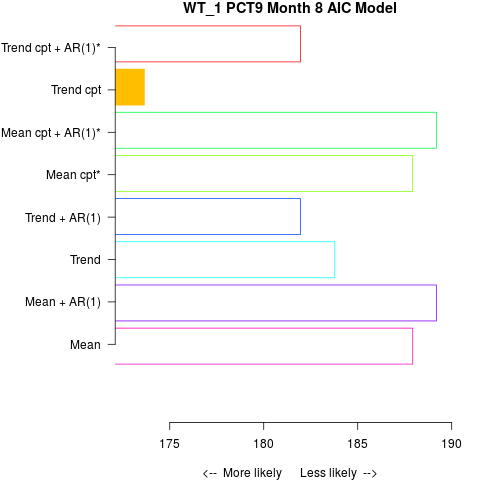 WT_1 PCT9 Month 8 AIC Model
Trend cpt + AR(1)*
Trend cpt
Mean cpt + AR(1)*
Mean cpt*
Trend + AR(1)
Trend
Mean + AR(1)
Mean
175 180 185 190
<-- More likely Less likely -->